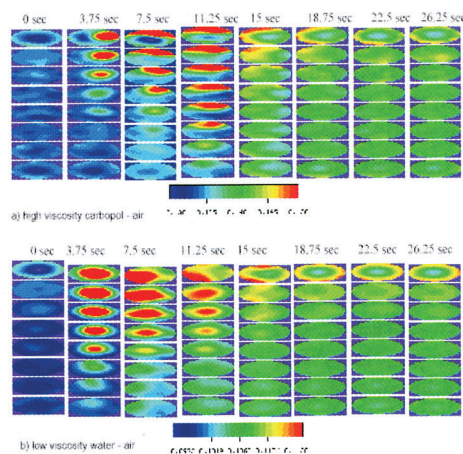 0 sec 3.75 sec 7.5 sec 11.25 sec 15 sec 18.75 sec 22.5 sec 26.25 sec
a) high viscosity carbopol - air
0 sec 3.75 sec 7.5 sec 11.25 sec 15 sec 18.75 sec 22.5 sec 26.25 sec
b) low viscosity water - air